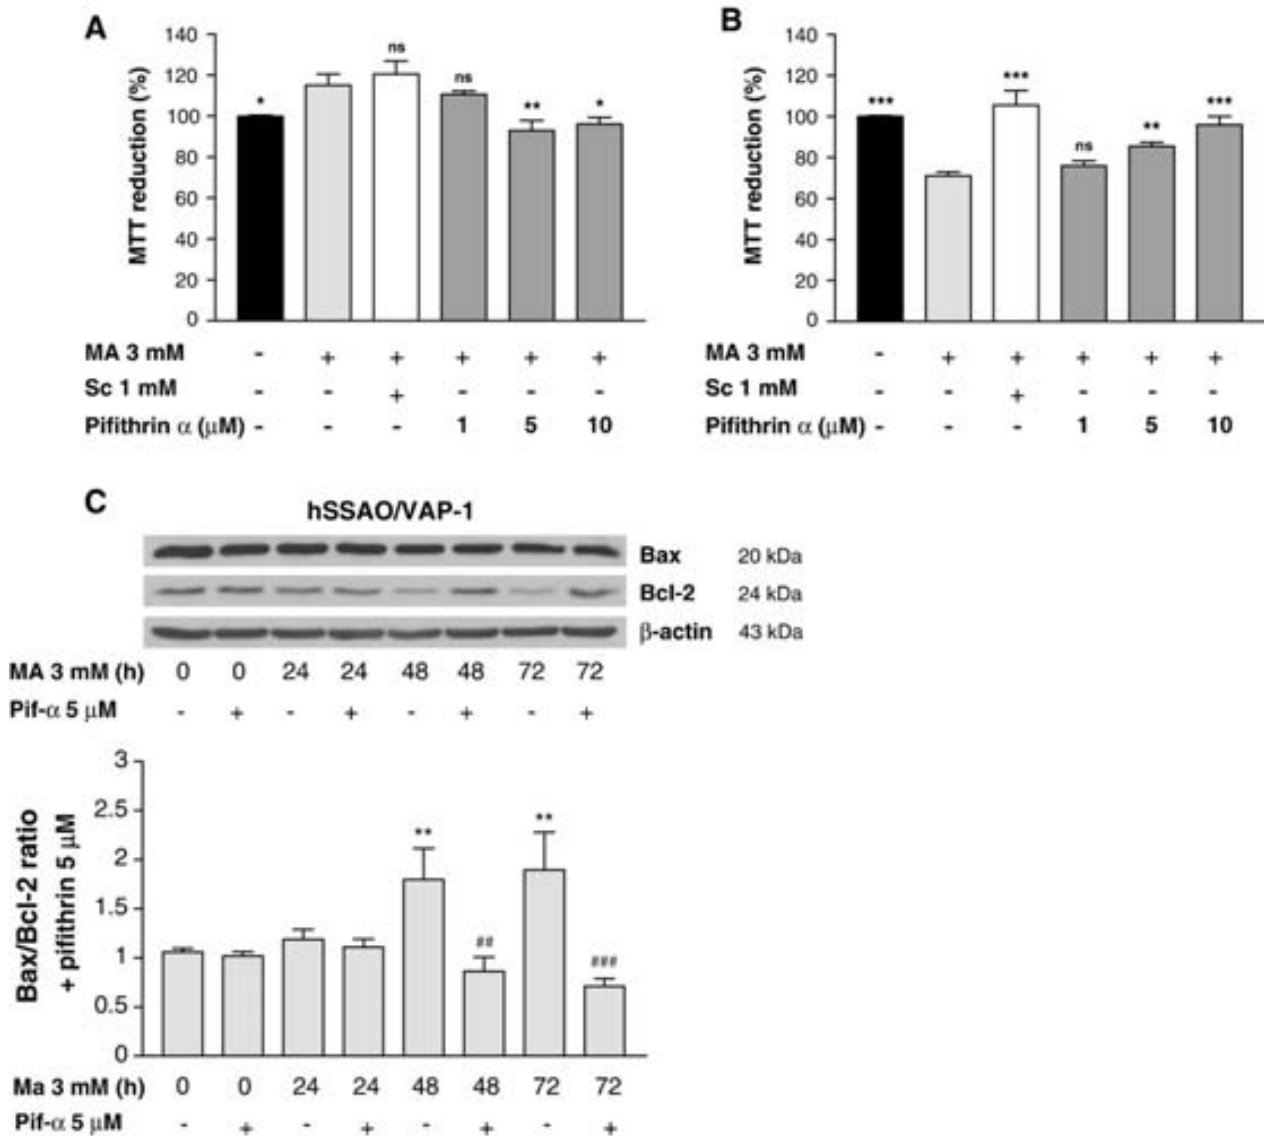 A
MTT reduction (%)
140
120
100
80
60
40
20
0
*
ns
ns
**
*
MA 3 mM - + + + + +
Sc 1 mM - - + - - -
Pifithrin α (μM) - - - 1 5 10
B
MTT reduction (%)
140
120
100
80
60
40
20
0
***
***
ns
**
***
MA 3 mM - + + + + +
Sc 1 mM - - + - - -
Pifithrin α (μM) - - - 1 5 10
C
hSSAO/VAP-1
Bax 20 kDa
Bcl-2 24 kDa
β-actin 43 kDa
MA 3 mM (h) 0 0 24 24 48 48 72 72
Pif-α 5 μM - + - + - + - +
Bax/Bcl-2 ratio
+ pifithrin 5 μM
3
2.5
2
1.5
1
0.5
0
**
##
**
###
Ma 3 mM (h) 0 0 24 24 48 48 72 72
Pif-α 5 μM - + - + - + - +